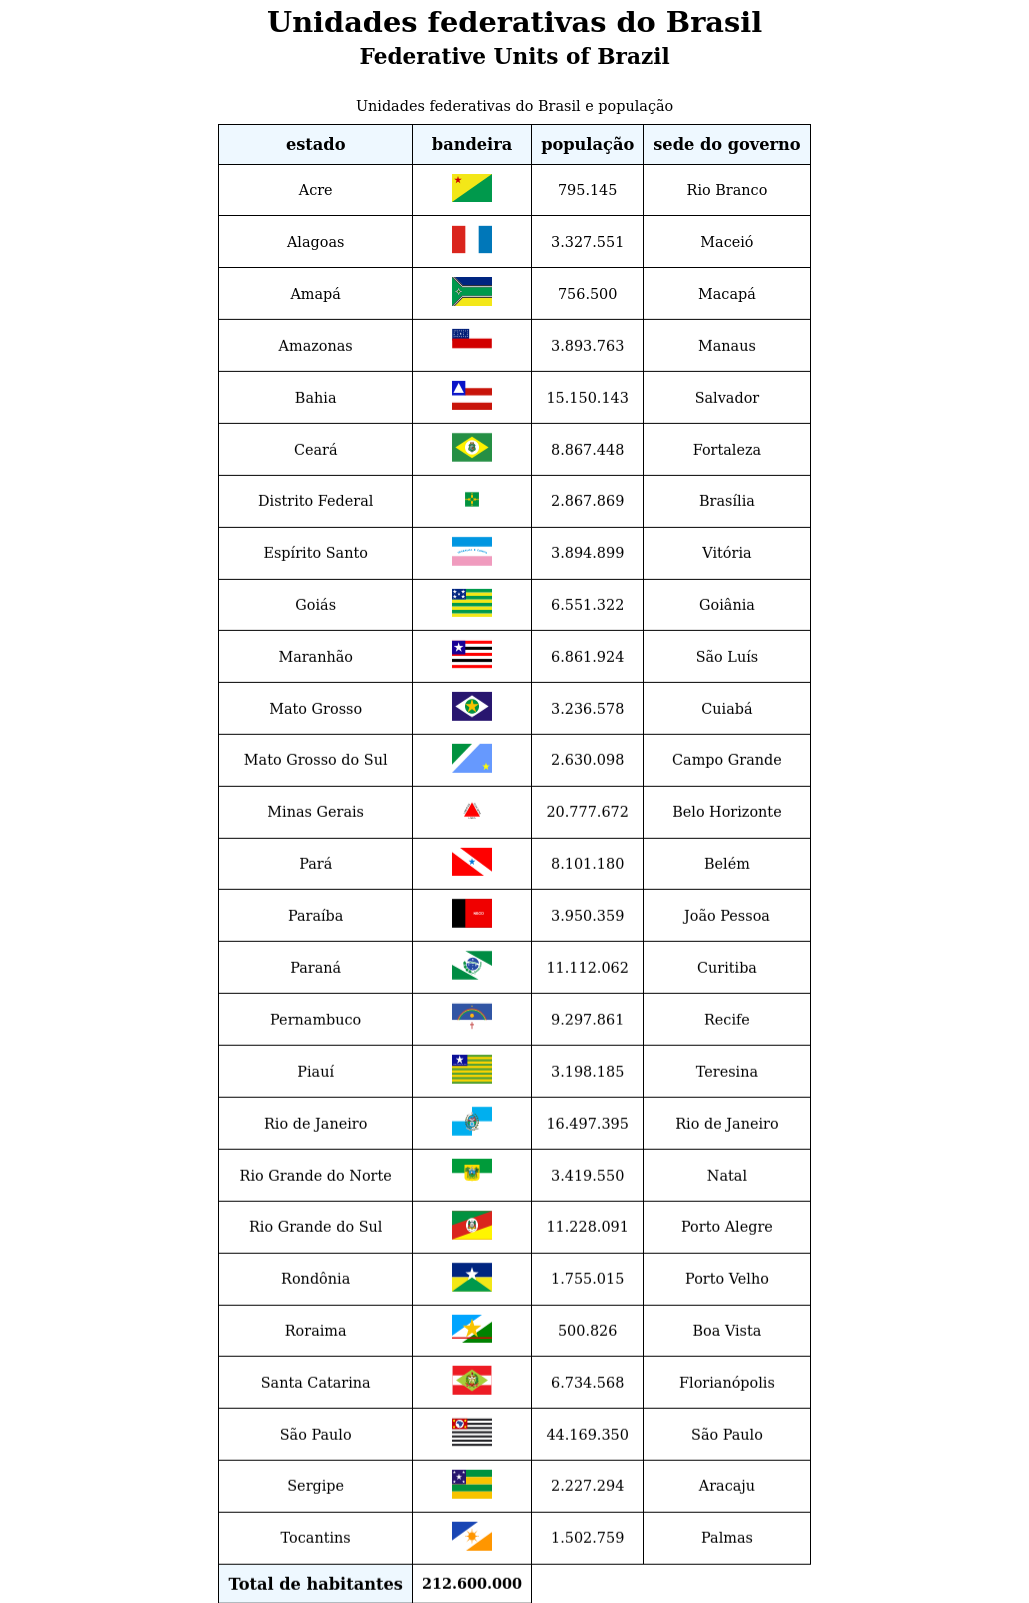 Unidades federativas do Brasil
Federative Units of Brazil
Unidades federativas do Brasil e população
estado bandeira população sede do governo
Acre 795.145 Rio Branco
Alagoas 3.327.551 Maceió
Amapá 756.500 Macapá
Amazonas 3.893.763 Manaus
Bahia 15.150.143 Salvador
Ceará 8.867.448 Fortaleza
Distrito Federal 2.867.869 Brasília
Espírito Santo 3.894.899 Vitória
Goiás 6.551.322 Goiânia
Maranhão 6.861.924 São Luís
Mato Grosso 3.236.578 Cuiabá
Mato Grosso do Sul 2.630.098 Campo Grande
Minas Gerais 20.777.672 Belo Horizonte
Pará 8.101.180 Belém
Paraíba 3.950.359 João Pessoa
Paraná 11.112.062 Curitiba
Pernambuco 9.297.861 Recife
Piauí 3.198.185 Teresina
Rio de Janeiro 16.497.395 Rio de Janeiro
Rio Grande do Norte 3.419.550 Natal
Rio Grande do Sul 11.228.091 Porto Alegre
Rondônia 1.755.015 Porto Velho
Roraima 500.826 Boa Vista
Santa Catarina 6.734.568 Florianópolis
São Paulo 44.169.350 São Paulo
Sergipe 2.227.294 Aracaju
Tocantins 1.502.759 Palmas
Total de habitantes 212.600.000